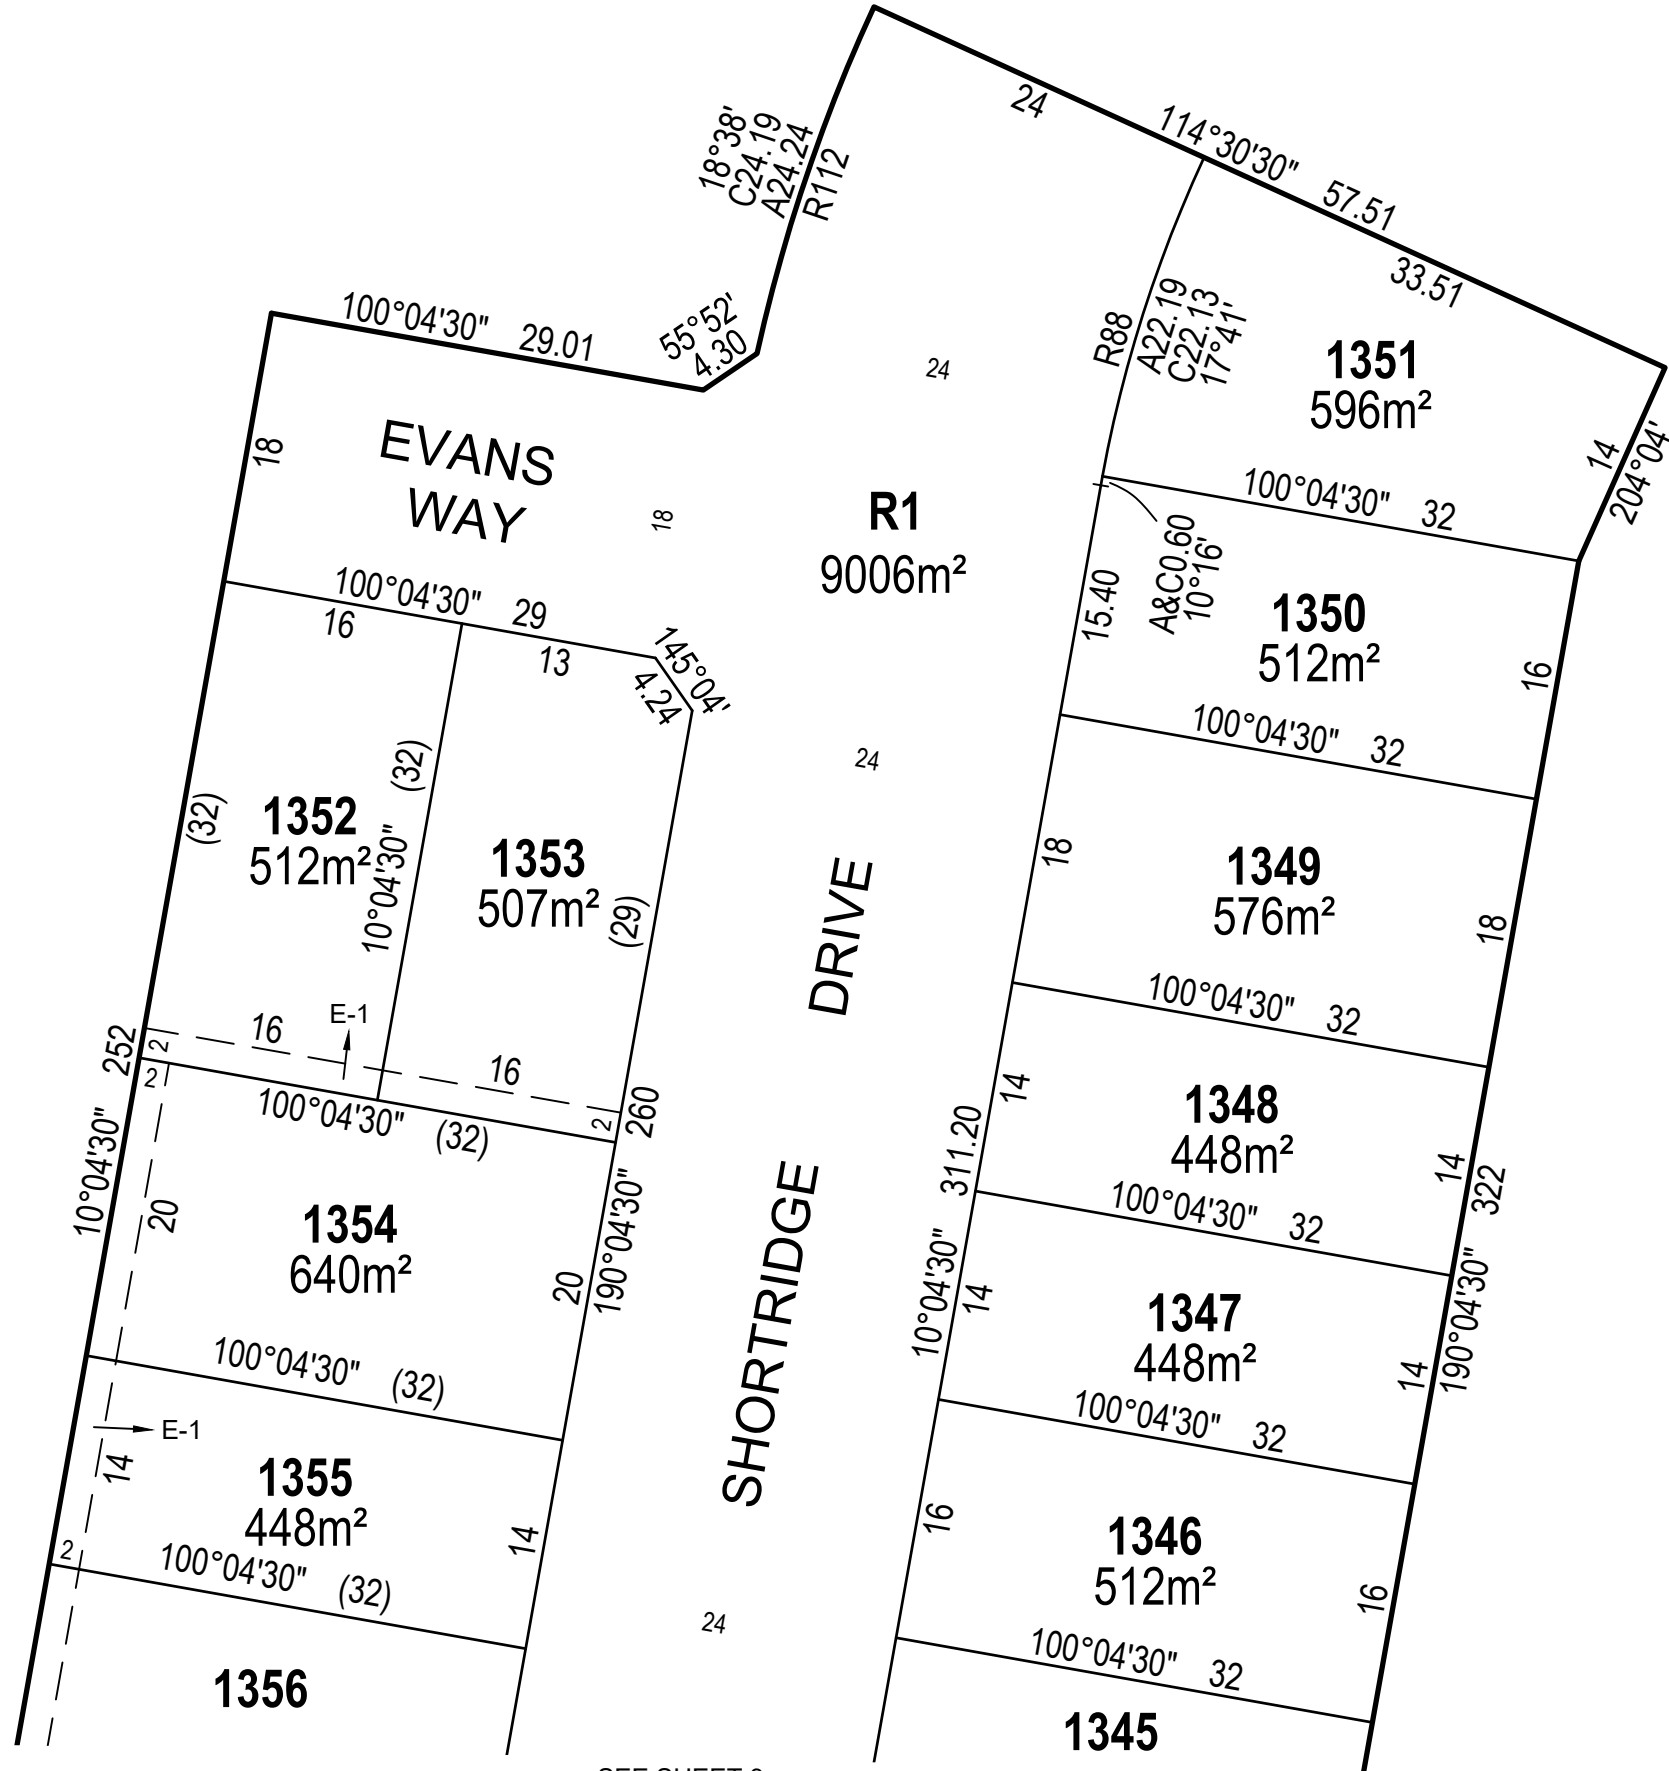 24
114°30'30" 57.51
33.51
18°38'
C24.19
A24.24
R112
100°04'30" 29.01
55°52'
4.30
R88
A22.19
C22.13
17°41'
1351
596m²
14
204°04'
24
EVANS
WAY
18
18
R1
9006m²
100°04'30" 32
A&C0.60
10°16'
15.40
1350
512m²
16
100°04'30" 29
16
13
145°04'
4.24
100°04'30" 32
24
(32)
1352
512m²
(32)
10°04'30"
1353
507m²
(29)
DRIVE
18
1349
576m²
18
100°04'30" 32
16
E-1
16
252
2
2
2
260
100°04'30" (32)
14
1348
448m²
14
322
311.20
100°04'30" 32
10°04'30"
20
1354
640m²
20
190°04'30"
SHORTRIDGE
10°04'30"
14
1347
448m²
14
190°04'30"
100°04'30" (32)
100°04'30" 32
E-1
14
1355
448m²
14
16
1346
512m²
16
2
100°04'30" (32)
24
100°04'30" 32
1356
1345